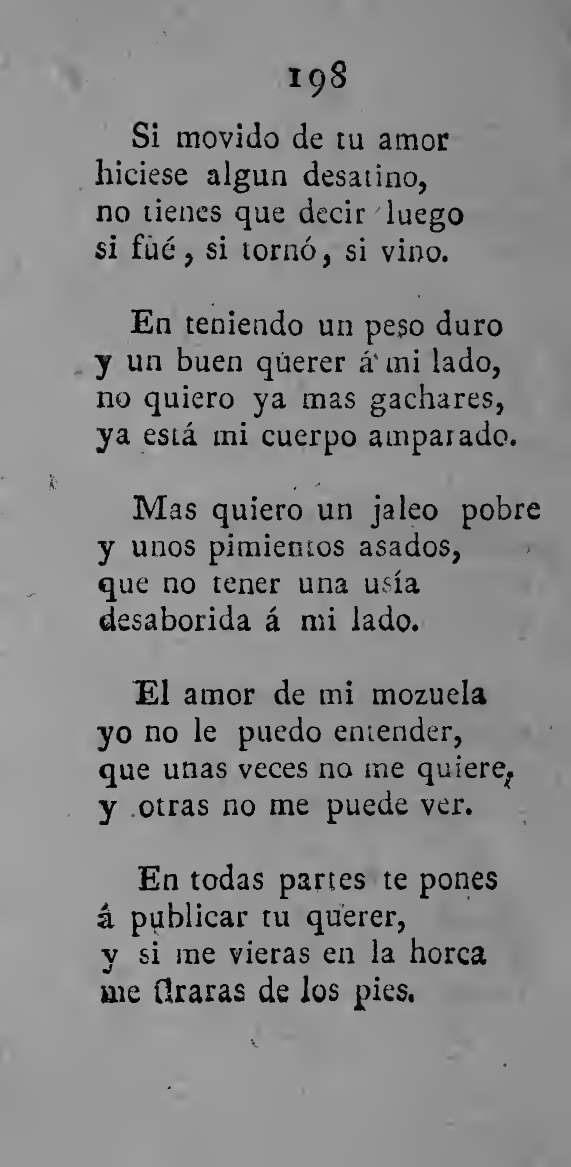 198
Si movido de tu amor
hiciese algun desatino,
no tienes que decir luego
si fué, si tornó, si vino.
En teniendo un peso duro
y un buen querer á mi lado,
no quiero ya mas gachares,
ya está mi cuerpo amparado.
Mas quiero un jaleo pobre
y unos pimientos asados,
que no tener una usía
desaborida á mi lado.
El amor de mi mozuela
yo no le puedo entender,
que unas veces no me quiere,
y otras no me puede ver.
En todas partes te pones
á publicar tu querer,
y si me vieras en la horca
me tiraras de los pies.